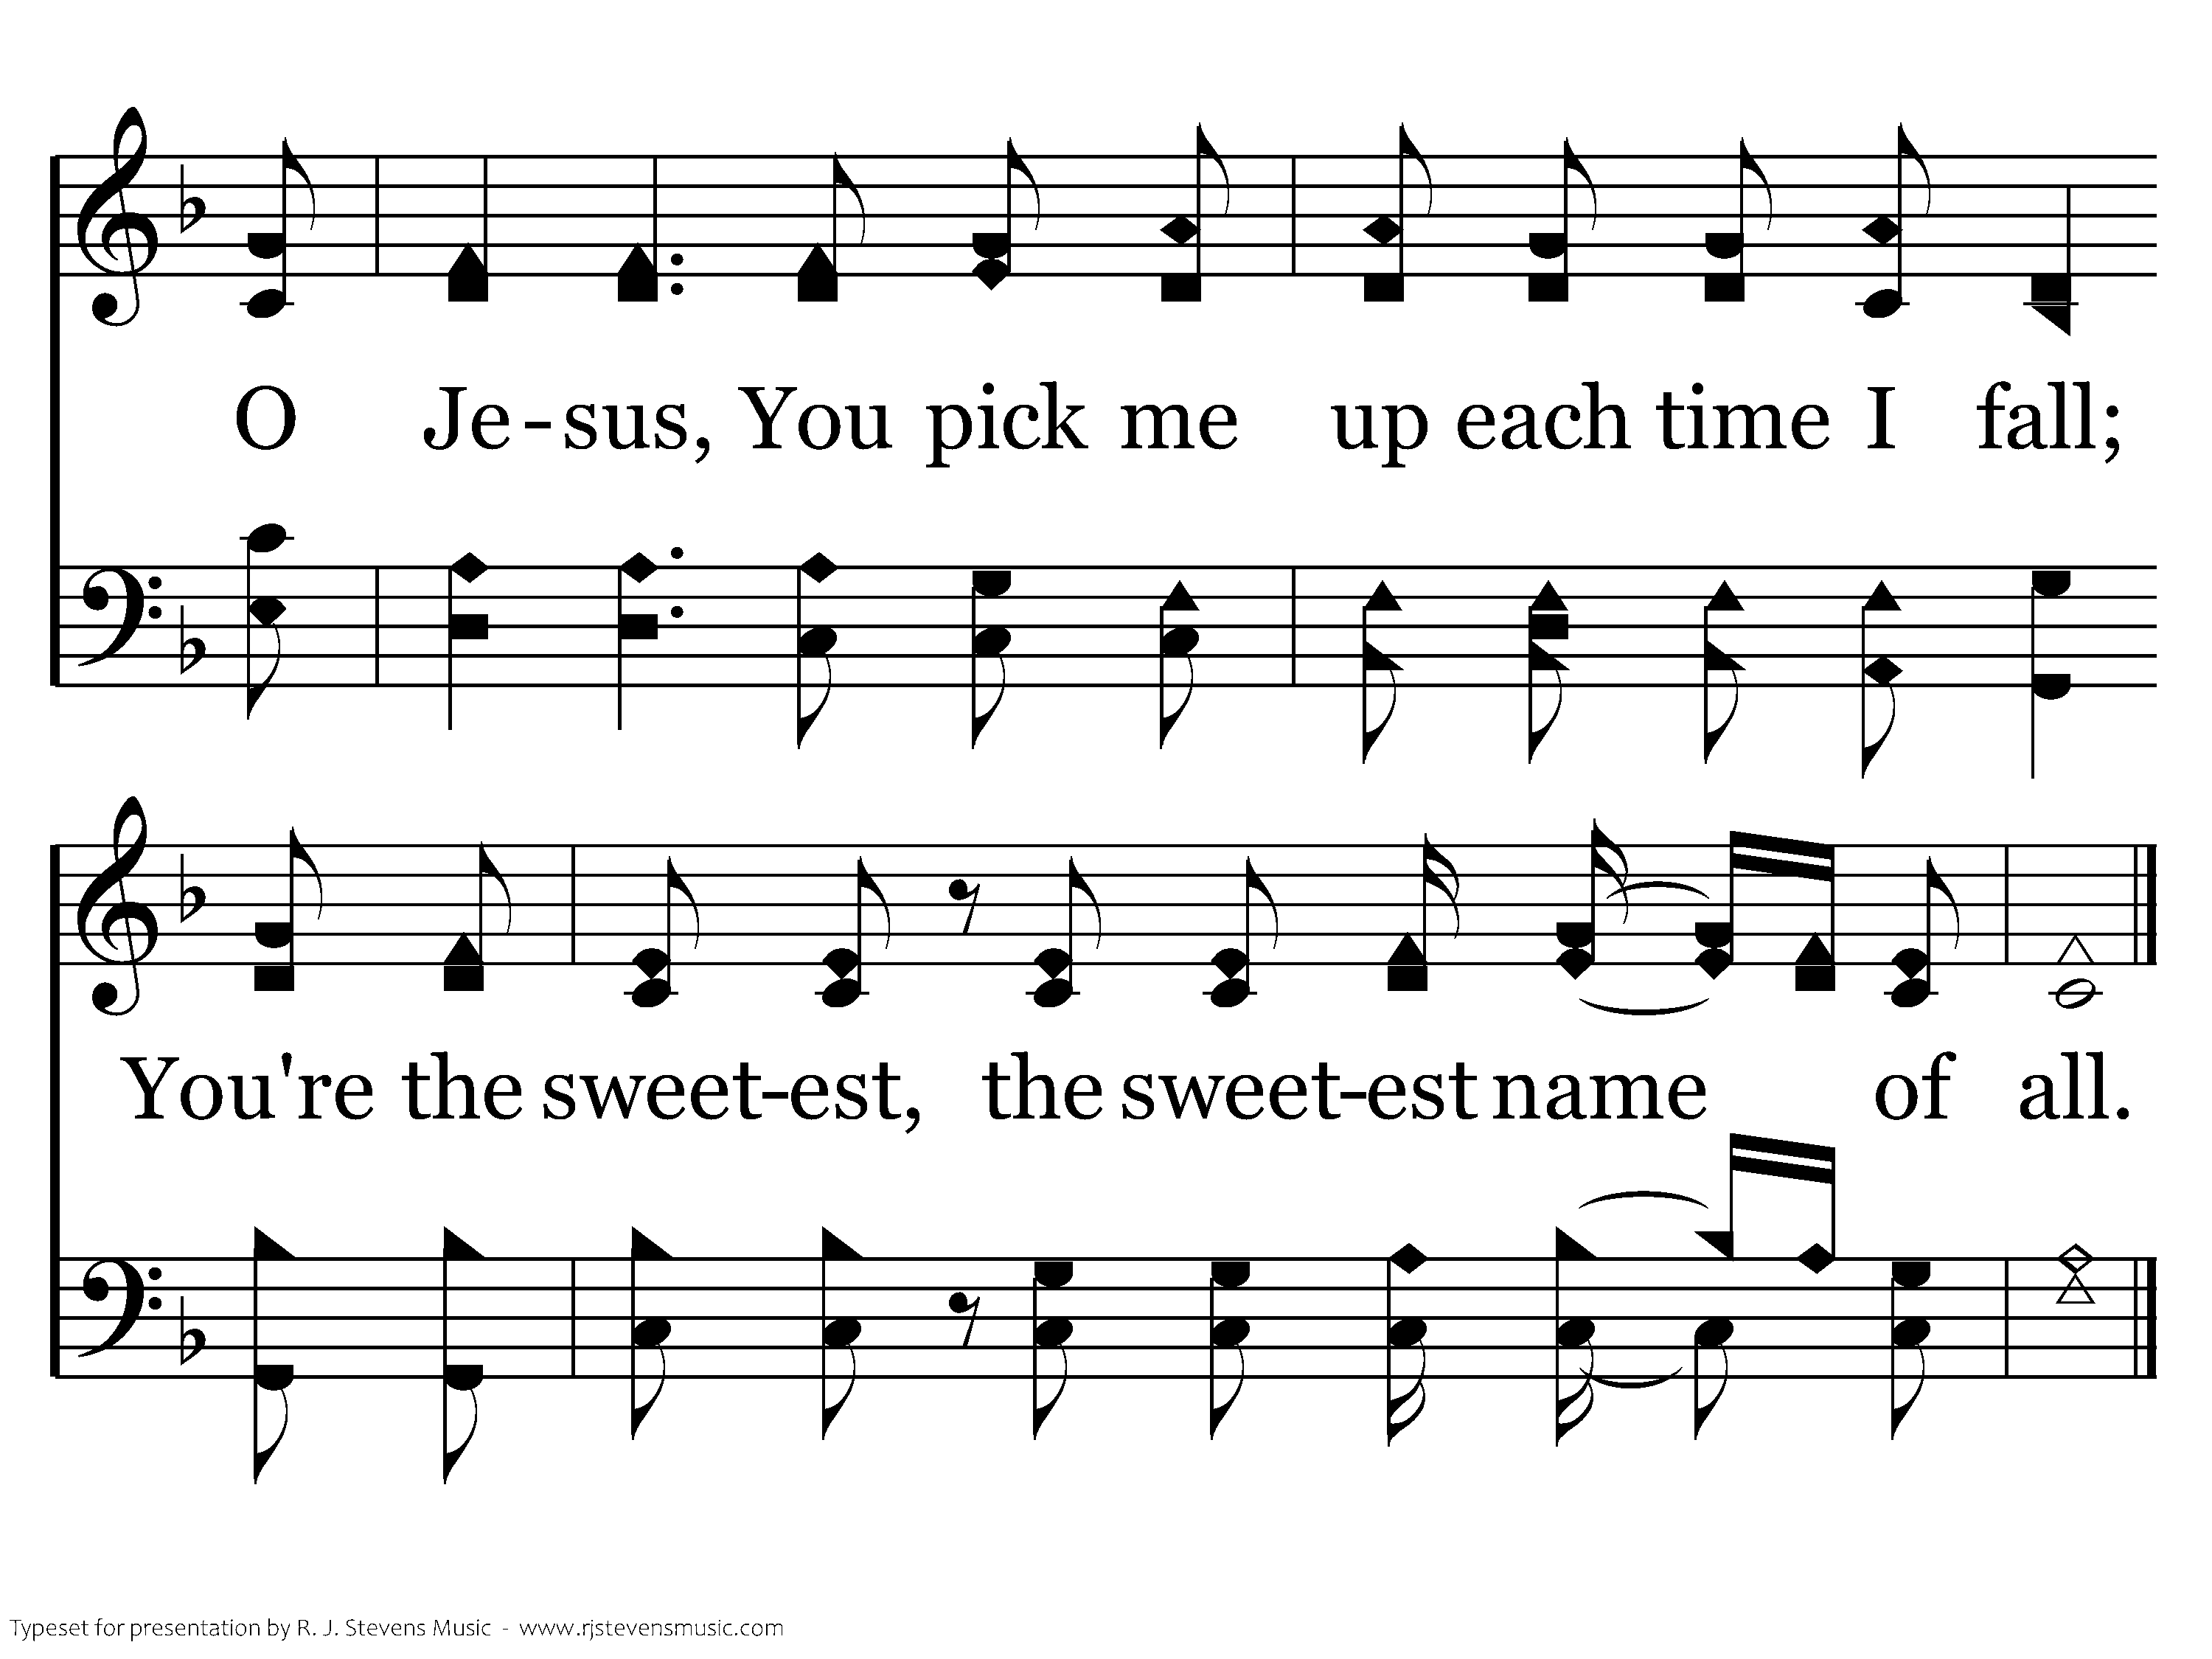 O Je-sus, You pick me up each time I fall;
You're the sweet-est, the sweet-est name of all.
Typeset for presentation by R. J. Stevens Music - www.rjstevensmusic.com